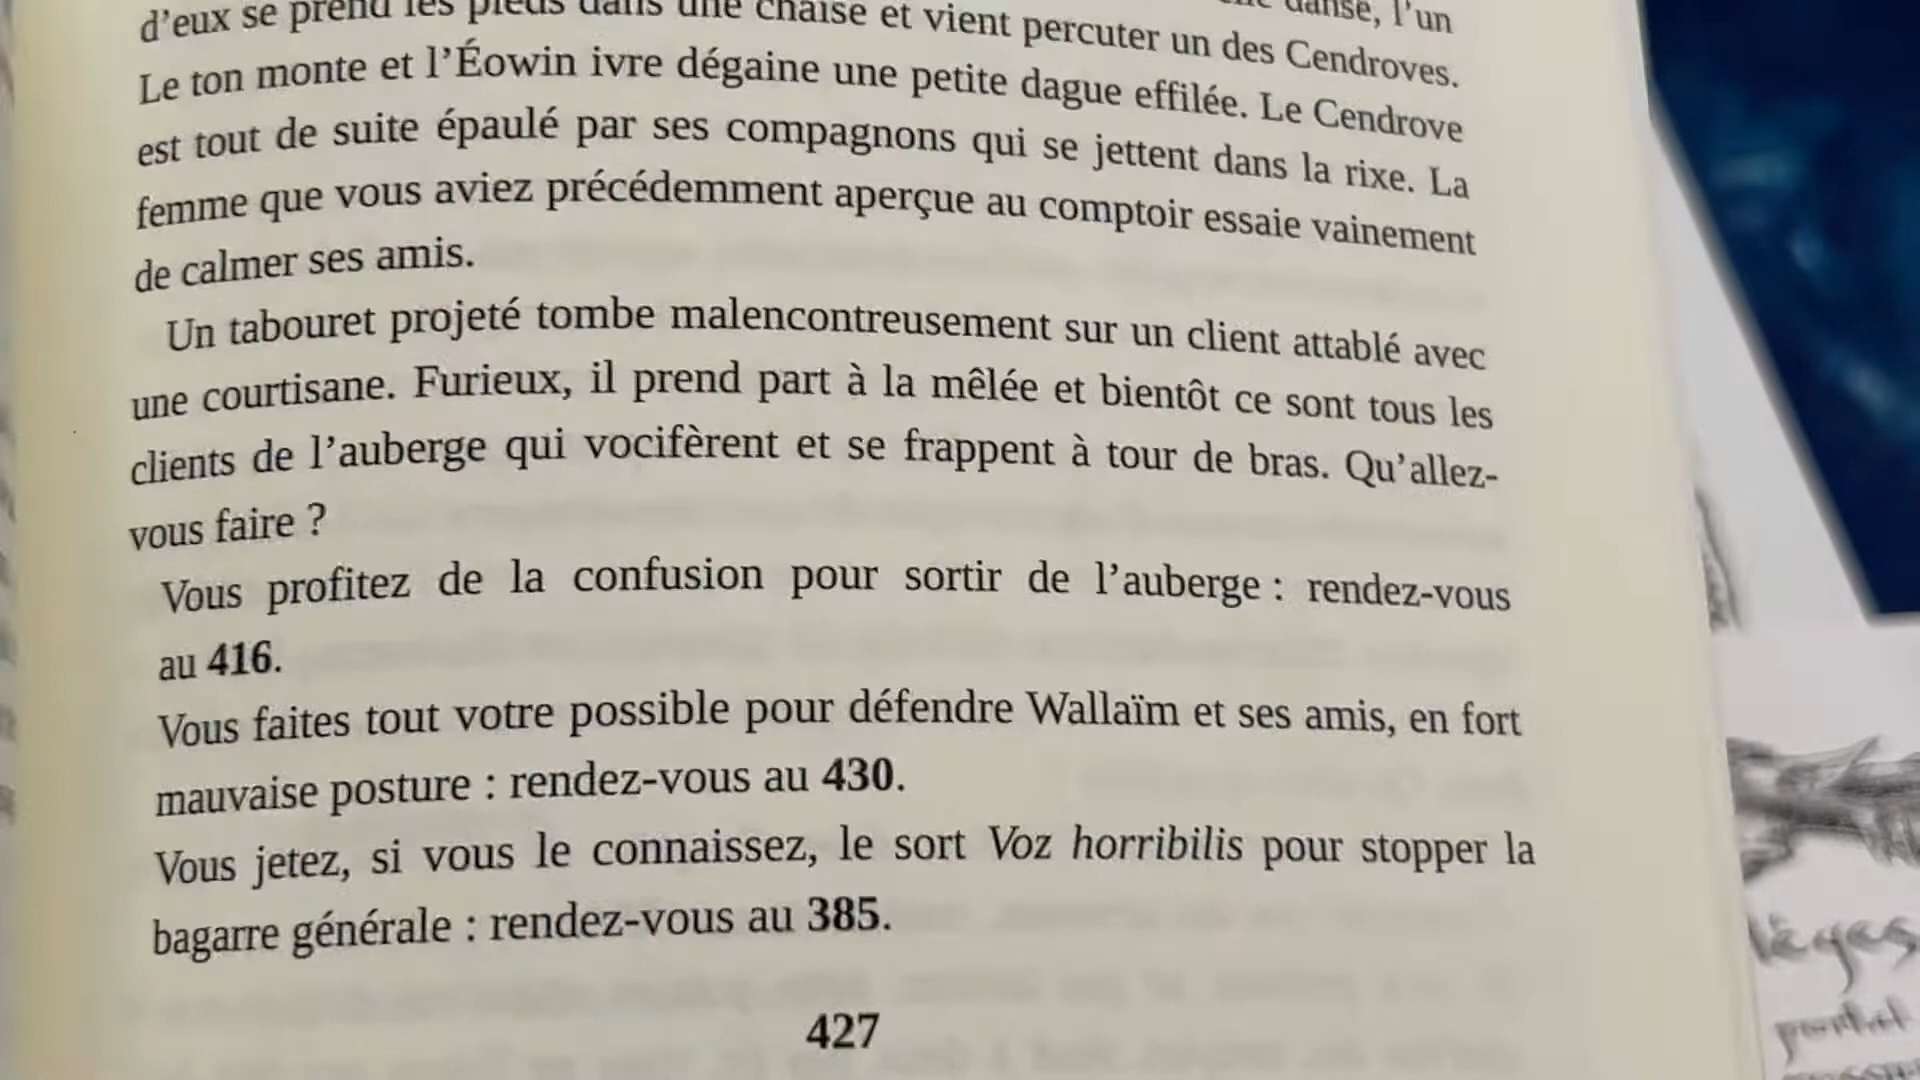 d'eux se prend les pieds dans une chaise et vient percuter un des Cendroves.
danse, l'un
Le ton monte et l'Éowin ivre dégaine une petite dague effilée. Le Cendrove
est tout de suite épaulé par ses compagnons qui se jettent dans la rixe. La
femme que vous aviez précédemment aperçue au comptoir essaie vainement
de calmer ses amis.
Un tabouret projeté tombe malencontreusement sur un client attablé avec
une courtisane. Furieux, il prend part à la mêlée et bientôt ce sont tous les
clients de l'auberge qui vocifèrent et se frappent à tour de bras. Qu'allez-
vous faire ?
Vous profitez de la confusion pour sortir de l'auberge : rendez-vous
au 416.
Vous faites tout votre possible pour défendre Wallaïm et ses amis, en fort
mauvaise posture : rendez-vous au 430.
Vous jetez, si vous le connaissez, le sort Voz horribilis pour stopper la
bagarre générale : rendez-vous au 385.
427